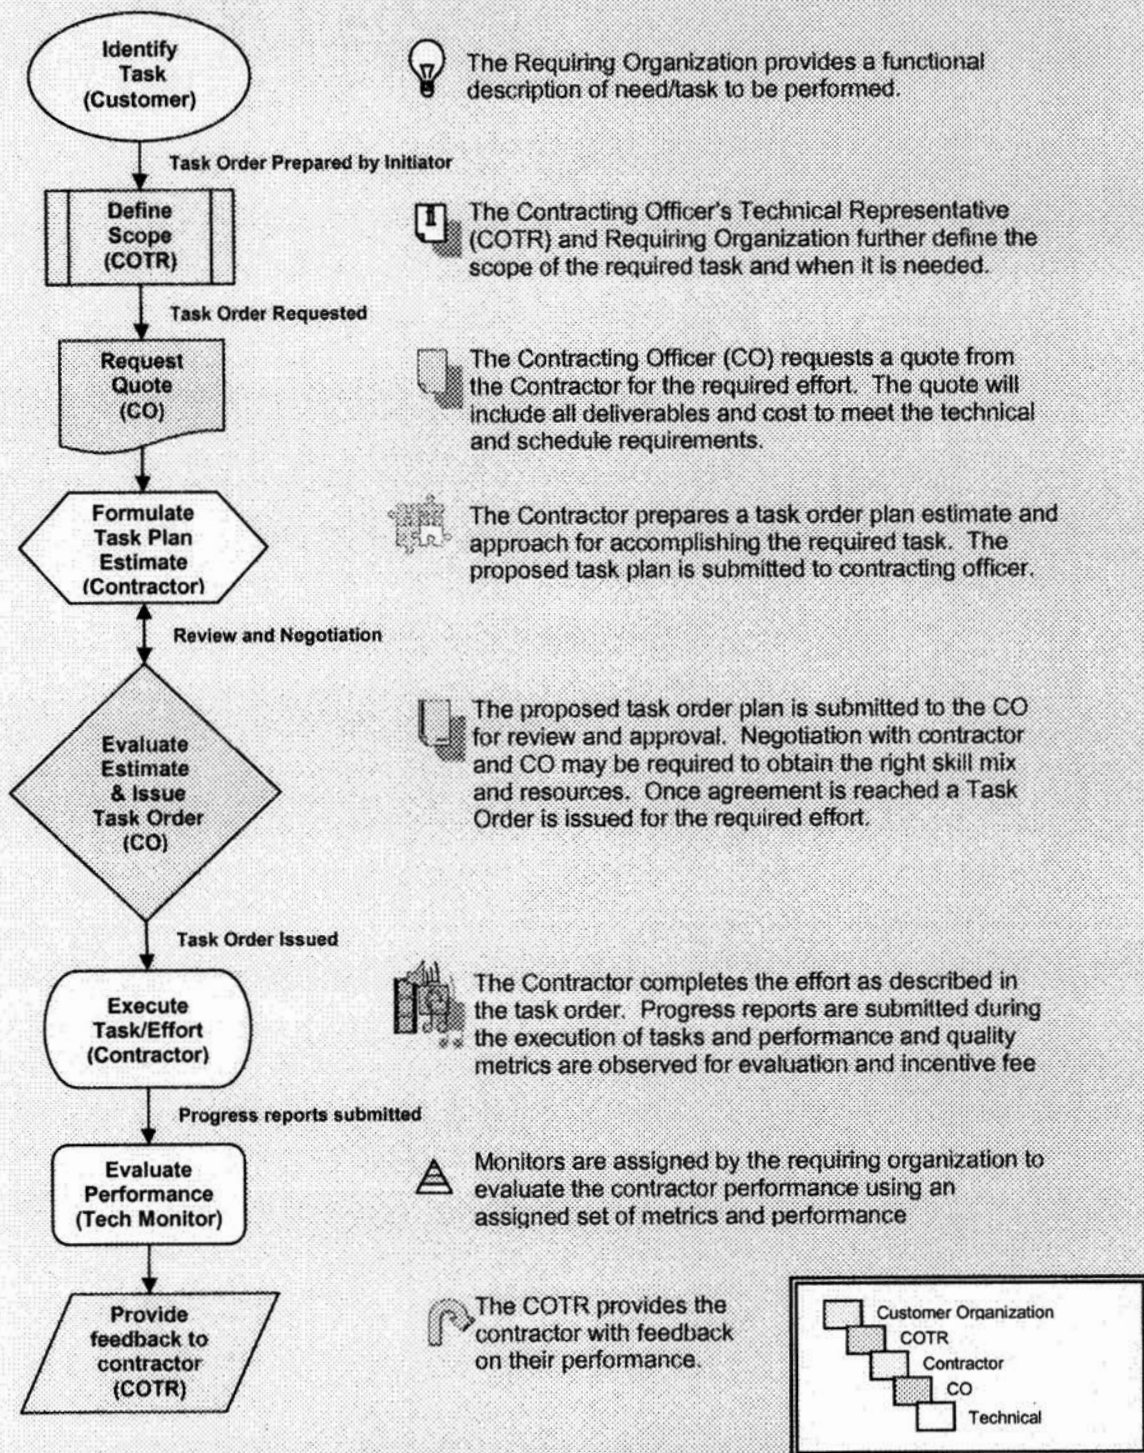 Identify
Task
(Customer)
The Requiring Organization provides a functional
description of need/task to be performed.
Task Order Prepared by Initiator
Define
Scope
(COTR)
The Contracting Officer's Technical Representative
(COTR) and Requiring Organization further define the
scope of the required task and when it is needed.
Task Order Requested
Request
Quote
(CO)
The Contracting Officer (CO) requests a quote from
the Contractor for the required effort. The quote will
include all deliverables and cost to meet the technical
and schedule requirements.
Formulate
Task Plan
Estimate
(Contractor)
The Contractor prepares a task order plan estimate and
approach for accomplishing the required task. The
proposed task plan is submitted to contracting officer.
Review and Negotiation
Evaluate
Estimate
& Issue
Task Order
(CO)
The proposed task order plan is submitted to the CO
for review and approval. Negotiation with contractor
and CO may be required to obtain the right skill mix
and resources. Once agreement is reached a Task
Order is issued for the required effort.
Task Order Issued
Execute
Task/Effort
(Contractor)
The Contractor completes the effort as described in
the task order. Progress reports are submitted during
the execution of tasks and performance and quality
metrics are observed for evaluation and incentive fee
Progress reports submitted
Evaluate
Performance
(Tech Monitor)
Monitors are assigned by the requiring organization to
evaluate the contractor performance using an
assigned set of metrics and performance
Provide
feedback to
contractor
(COTR)
The COTR provides the
contractor with feedback
on their performance.
Customer Organization
COTR
Contractor
CO
Technical